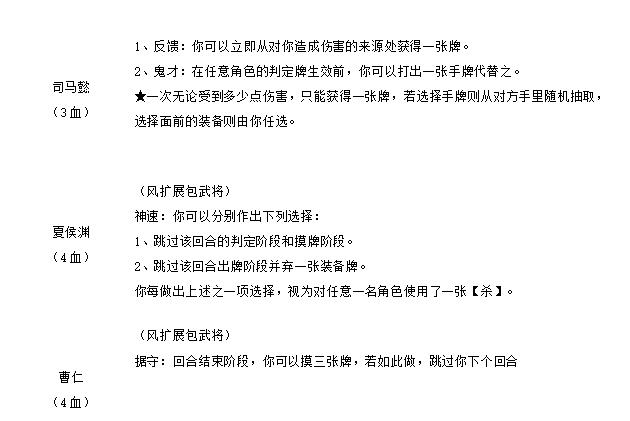 1、反馈：你可以立即从对你造成伤害的来源处获得一张牌。
2、鬼才：在任意角色的判定牌生效前，你可以打出一张手牌代替之。
司马懿
（3血）
★一次无论受到多少点伤害，只能获得一张牌，若选择手牌则从对方手里随机抽取，
选择面前的装备则由你任选。
（风扩展包武将）
神速：你可以分别作出下列选择：
夏侯渊
（4血）
1、跳过该回合的判定阶段和摸牌阶段。
2、跳过该回合出牌阶段并弃一张装备牌。
你每做出上述之一项选择，视为对任意一名角色使用了一张【杀】。
（风扩展包武将）
据守：回合结束阶段，你可以摸三张牌，若如此做，跳过你下个回合
曹仁
（4血）